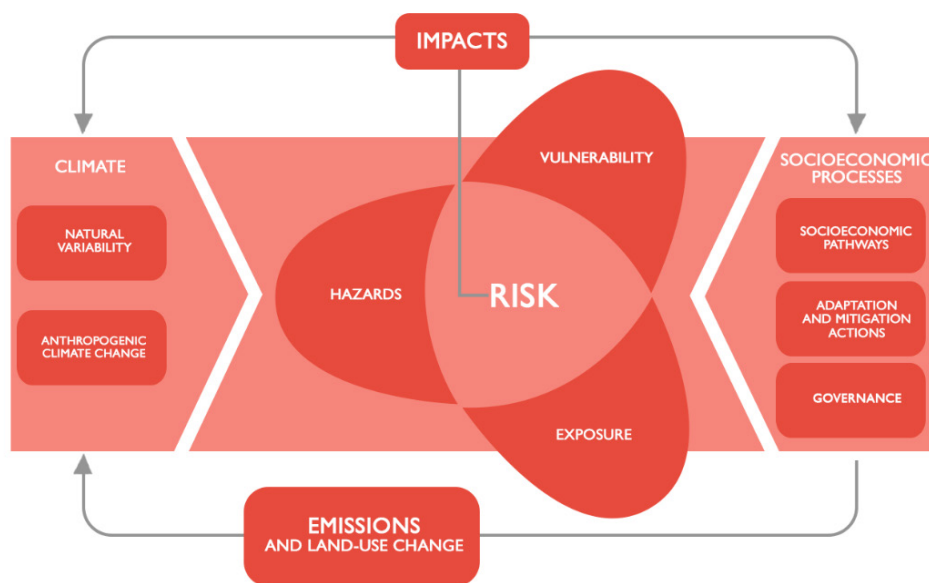 IMPACTS
CLIMATE
NATURAL
VARIABILITY
ANTHROPOGENIC
CLIMATE CHANGE
HAZARDS
VULNERABILITY
RISK
EXPOSURE
SOCIOECONOMIC
PROCESSES
SOCIOECONOMIC
PATHWAYS
ADAPTATION
AND MITIGATION
ACTIONS
GOVERNANCE
EMISSIONS
AND LAND-USE CHANGE